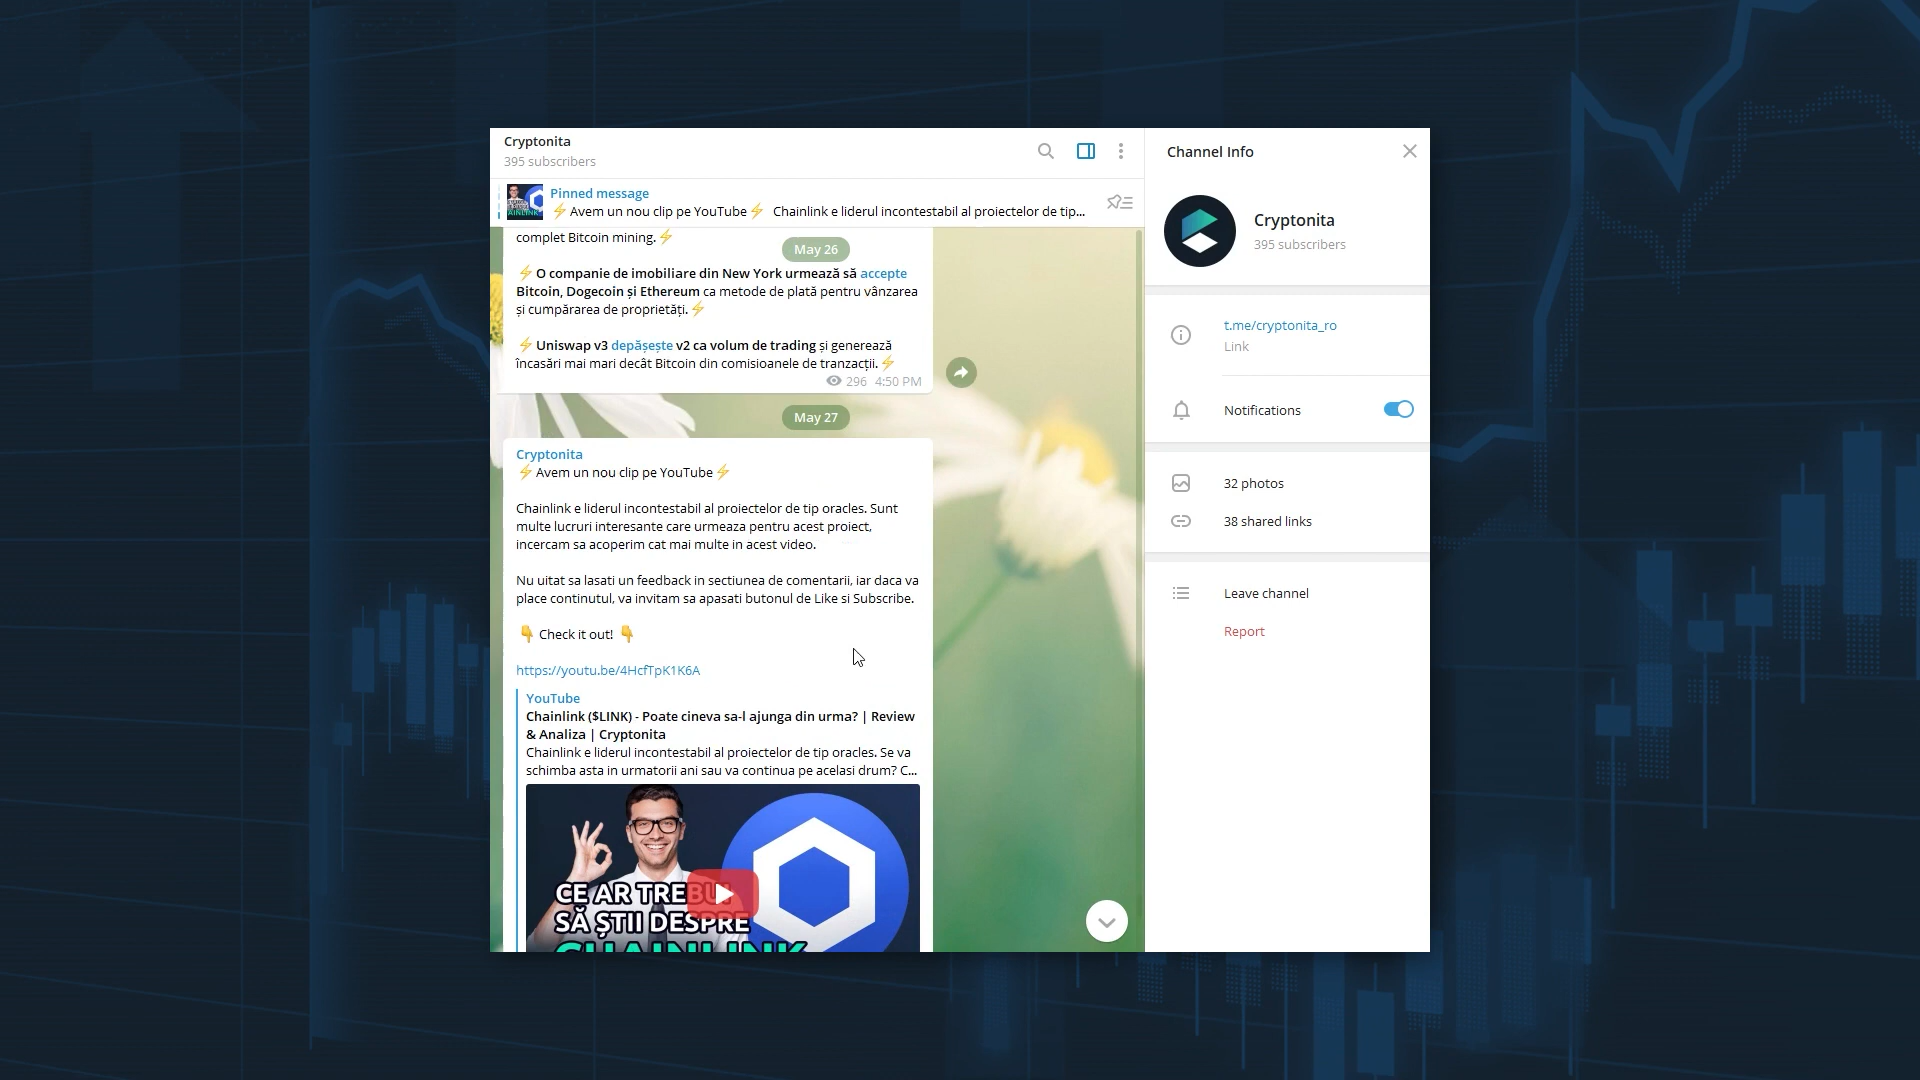 Cryptonita
395 subscribers
Pinned message
⚡Avem un nou clip pe YouTube⚡ Chainlink e liderul incontestabil al proiectelor de tip...
complet Bitcoin mining.⚡
May 26
⚡O companie de imobiliare din New York urmează să accepte
Bitcoin, Dogecoin și Ethereum ca metode de plată pentru vânzarea
și cumpărarea de proprietăți.⚡
⚡Uniswap v3 depășește v2 ca volum de trading și generează
încasări mai mari decât Bitcoin din comisioanele de tranzacții.⚡
296 4:50 PM
May 27
Cryptonita
⚡Avem un nou clip pe YouTube⚡
Chainlink e liderul incontestabil al proiectelor de tip oracles. Sunt
multe lucruri interesante care urmeaza pentru acest proiect,
incercam sa acoperim cat mai multe in acest video.
Nu uitat sa lasati un feedback in sectiunea de comentarii, iar daca va
place continutul, va invitam sa apasati butonul de Like si Subscribe.
👇 Check it out! 👇
https://youtu.be/4HcfTpK1K6A
YouTube
Chainlink ($LINK) - Poate cineva sa-l ajunga din urma? | Review
& Analiza | Cryptonita
Chainlink e liderul incontestabil al proiectelor de tip oracles. Se va
schimba asta in urmatorii ani sau va continua pe acelasi drum? C...
CE AR TREBUI
SĂ ȘTII DESPRE
CHAINLINK
Channel Info
Cryptonita
395 subscribers
t.me/cryptonita_ro
Link
Notifications
32 photos
38 shared links
Leave channel
Report